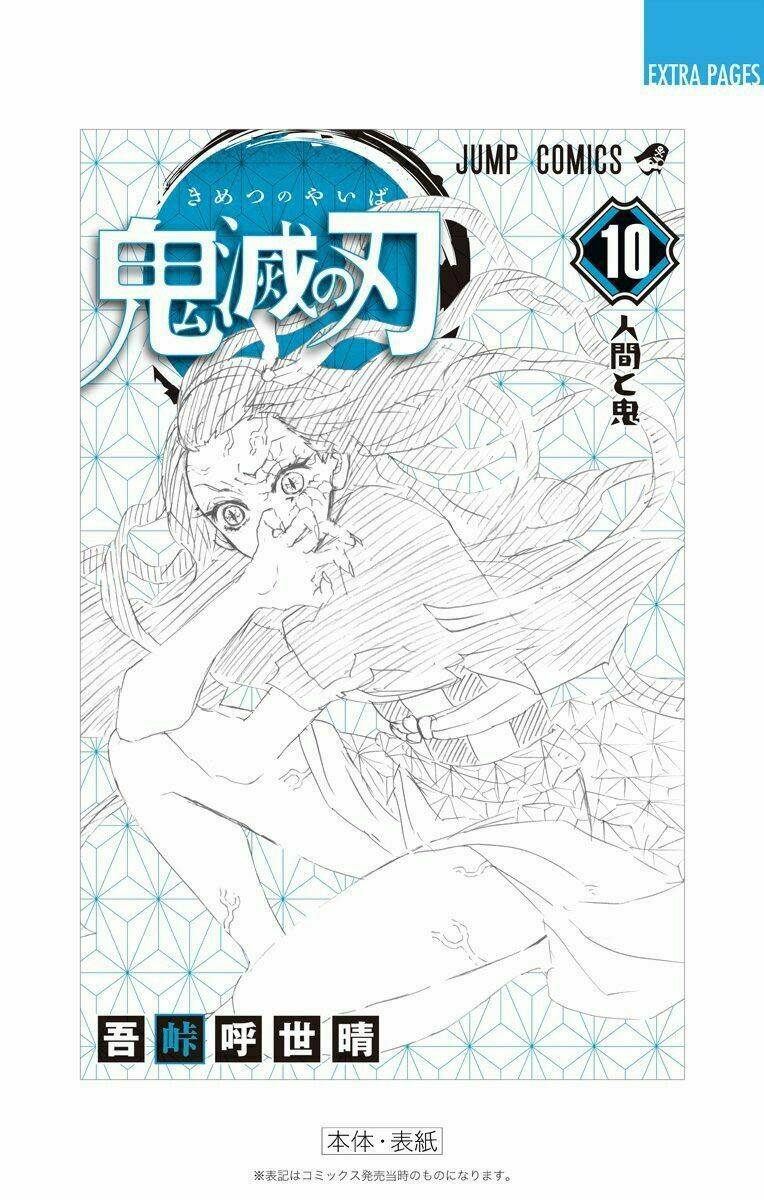 EXTRA PAGES
JUMP COMICS
きめつのやいば
鬼滅の刃
10
人間と鬼
吾峠呼世晴
本体・表紙
※表記はコミックス発売当時のものになります。